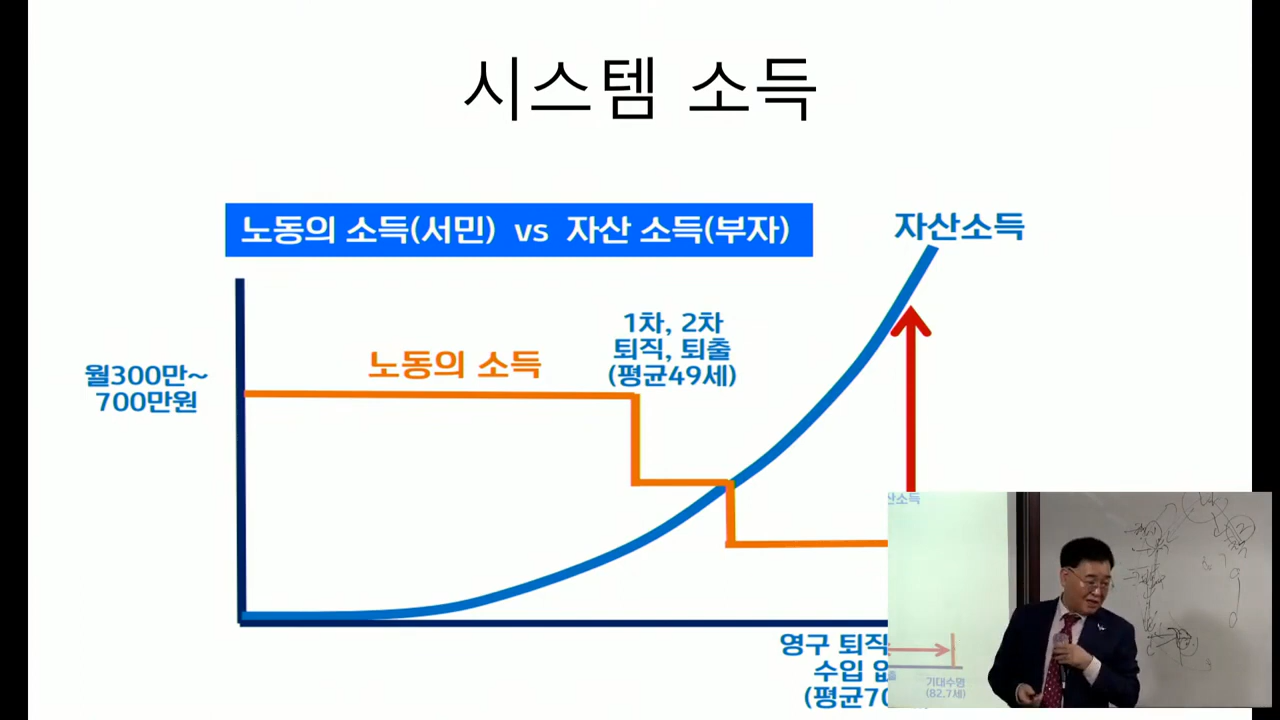 시스템 소득
노동의 소득(서민) vs 자산 소득(부자)
자산소득
1차, 2차
퇴직, 퇴출
(평균49세)
노동의 소득
월300만~
700만원
영구 퇴직
수입
(평균70
기대수명
(82.7세)